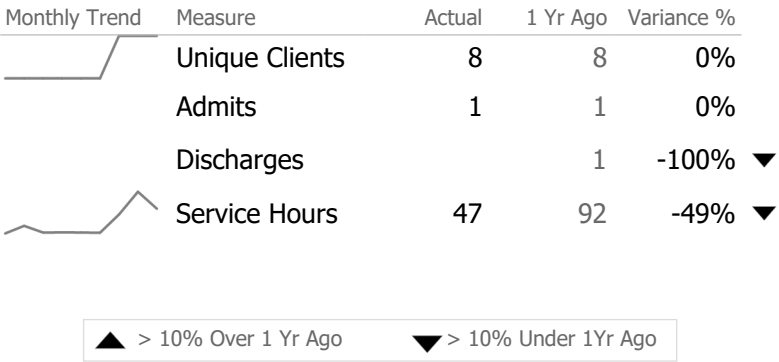 Monthly Trend Measure Actual 1 Yr Ago Variance %
Unique Clients 8 8 0%
Admits 1 1 0%
Discharges 1 -100% ▼
Service Hours 47 92 -49% ▼
▲ > 10% Over 1 Yr Ago ▼ > 10% Under 1Yr Ago